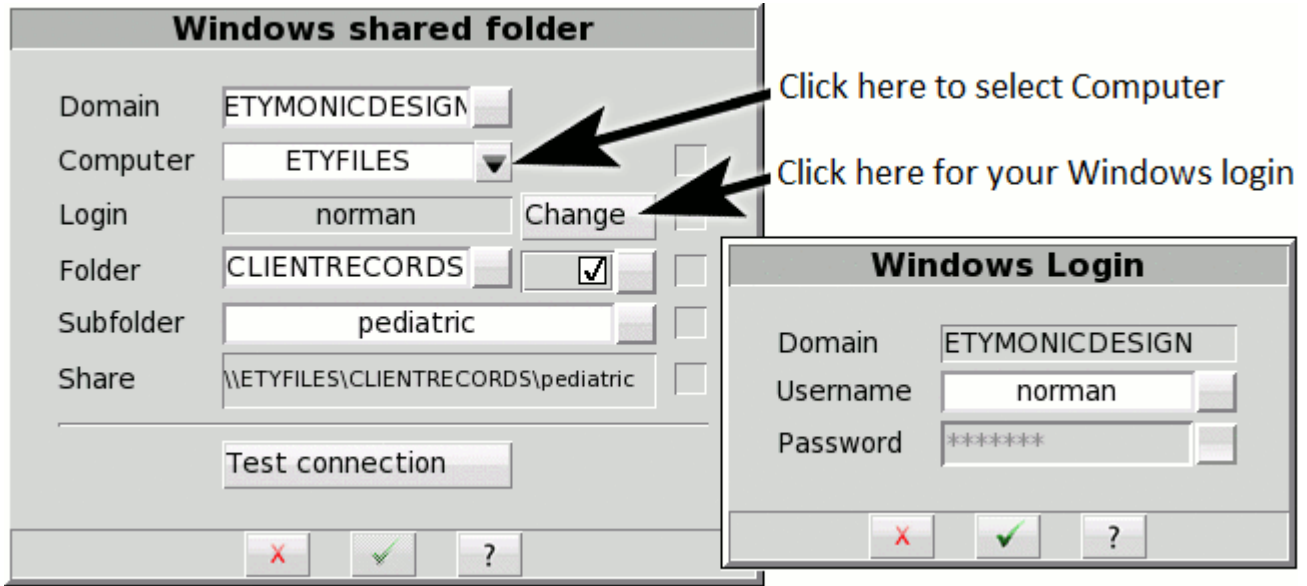 Windows shared folder
Domain ETYMONICDESIGN
Click here to select Computer
Computer ETYFILES
Click here for your Windows login
Login norman Change
Folder CLIENTRECORDS
Subfolder pediatric
Share \\ETYFILES\CLIENTRECORDS\pediatric
Test connection
X ?
Windows Login
Domain ETYMONICDESIGN
Username norman
Password *******
X ?